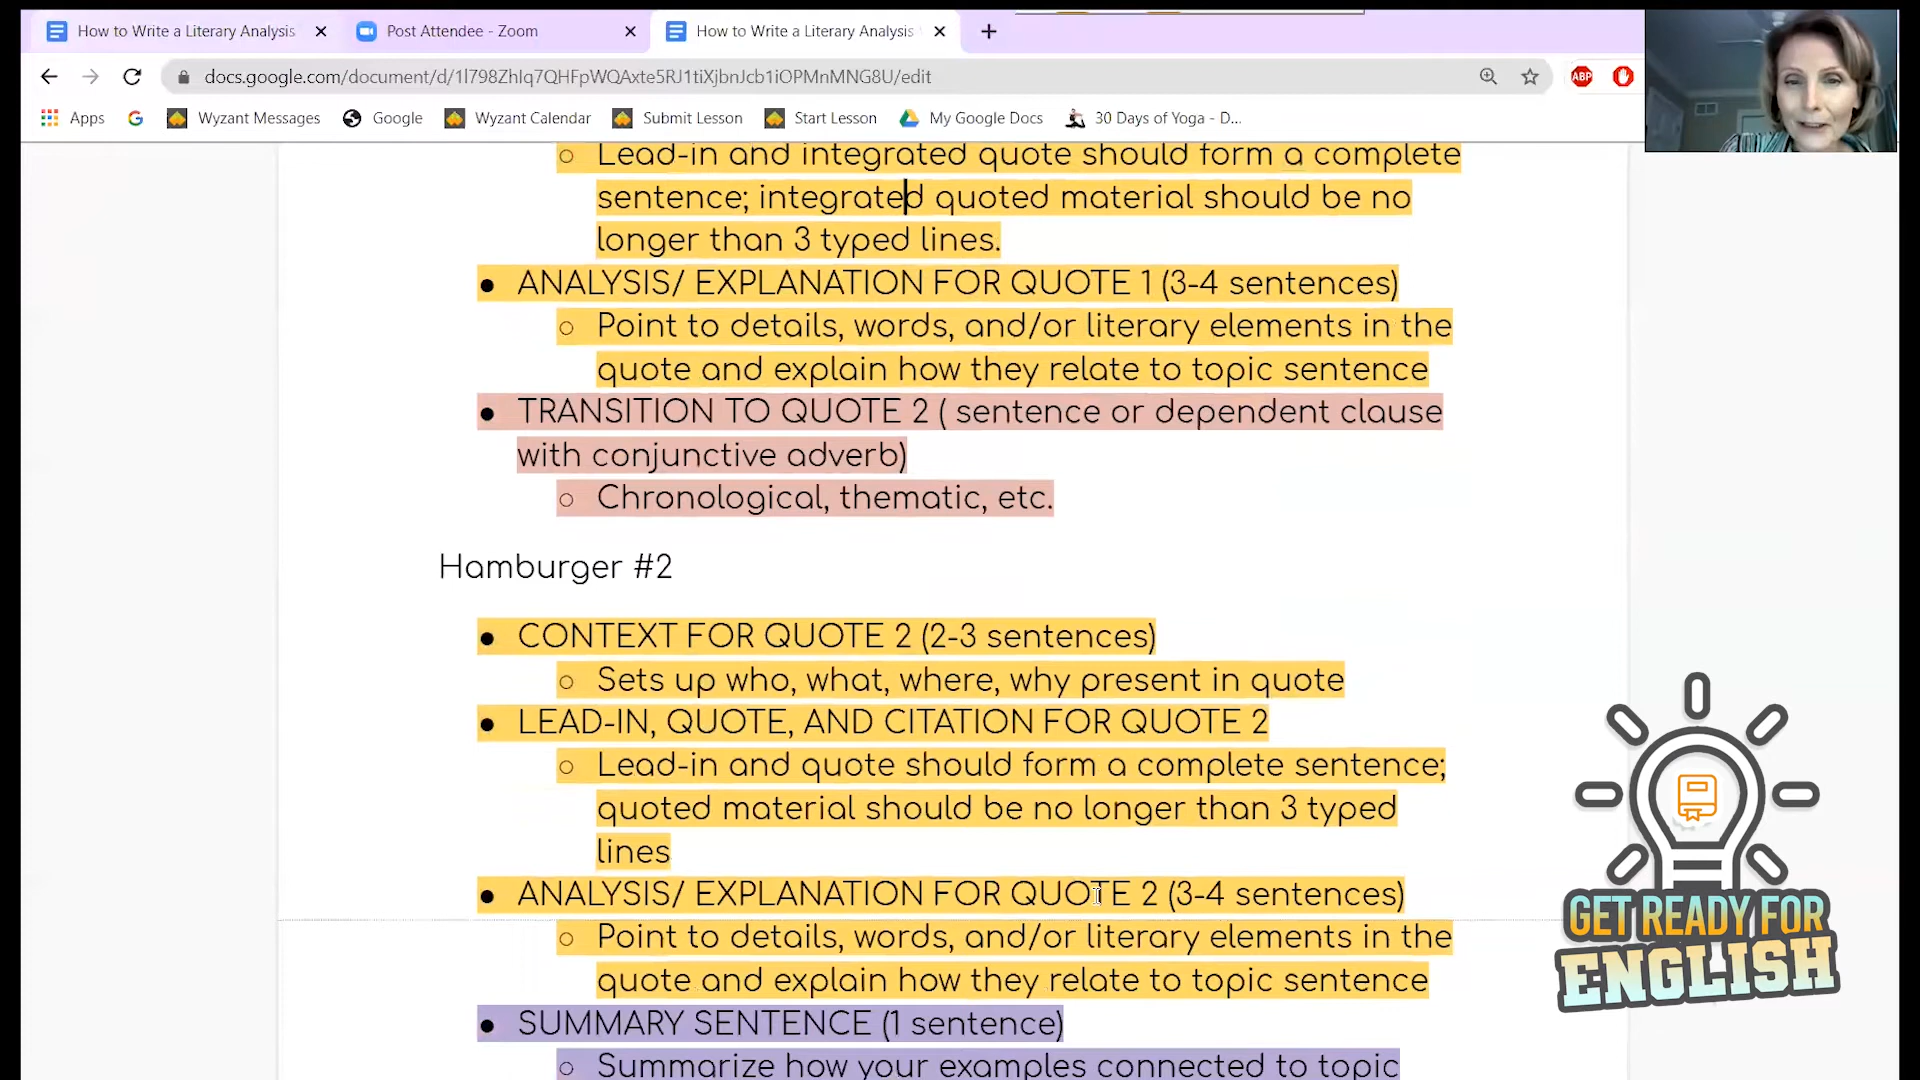 How to Write a Literary Analysis
Post Attendee - Zoom
How to Write a Literary Analysis
docs.google.com/document/d/1l798ZhIq7QHFpWQAxte5RJ1tiXjbnJcb1iOPMnMNG8U/edit
ABP
Apps
Wyzant Messages
Google
Wyzant Calendar
Submit Lesson
Start Lesson
My Google Docs
30 Days of Yoga - D...
○ Lead-in and integrated quote should form a complete
sentence; integrated quoted material should be no
longer than 3 typed lines.
● ANALYSIS/ EXPLANATION FOR QUOTE 1 (3-4 sentences)
○ Point to details, words, and/or literary elements in the
quote and explain how they relate to topic sentence
● TRANSITION TO QUOTE 2 ( sentence or dependent clause
with conjunctive adverb)
○ Chronological, thematic, etc.
Hamburger #2
● CONTEXT FOR QUOTE 2 (2-3 sentences)
○ Sets up who, what, where, why present in quote
● LEAD-IN, QUOTE, AND CITATION FOR QUOTE 2
○ Lead-in and quote should form a complete sentence;
quoted material should be no longer than 3 typed
lines
● ANALYSIS/ EXPLANATION FOR QUOTE 2 (3-4 sentences)
○ Point to details, words, and/or literary elements in the
quote and explain how they relate to topic sentence
● SUMMARY SENTENCE (1 sentence)
○ Summarize how your examples connected to topic
GET READY FOR
ENGLISH